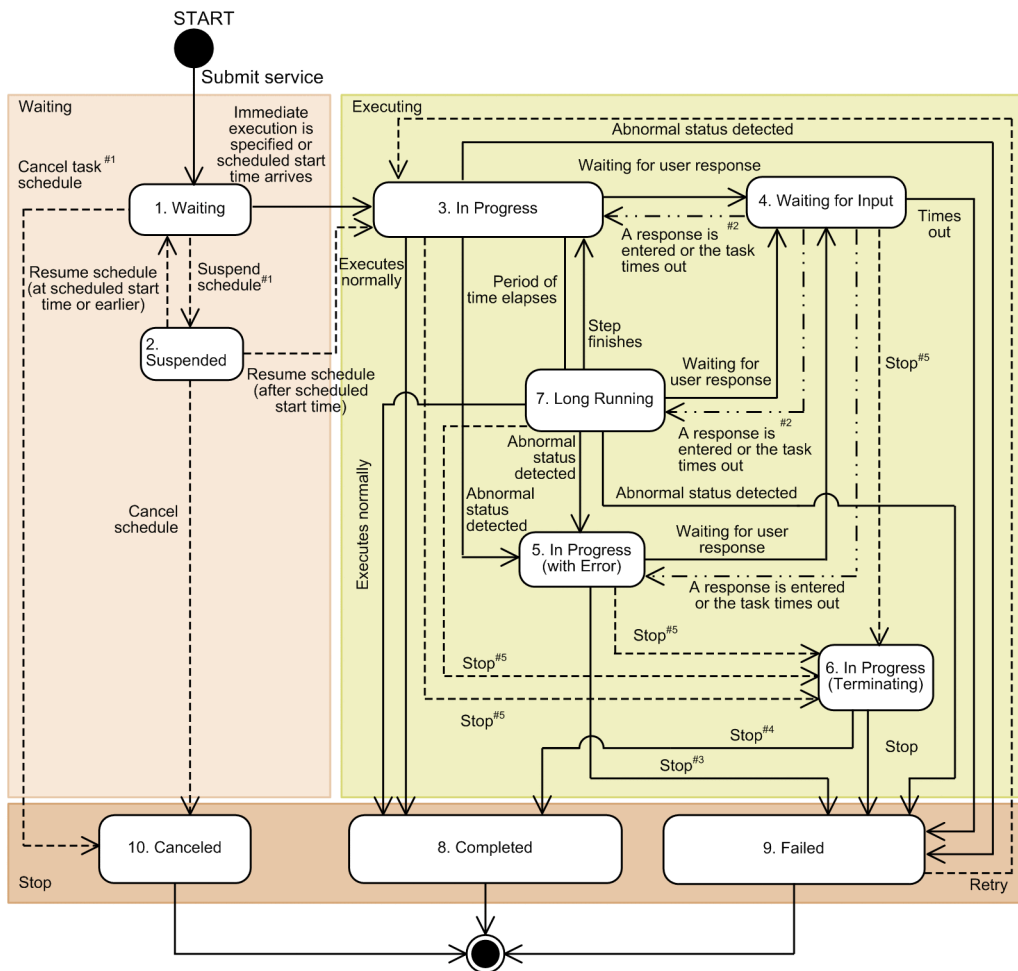 START
Submit service
Waiting
Executing
Immediate
execution is
specified or
scheduled start
time arrives
Cancel task #1
schedule
Abnormal status detected
Waiting for user response
1. Waiting
3. In Progress
4. Waiting for Input
Times
out
#2
A response is
entered or the task
times out
Executes
normally
Resume schedule
(at scheduled start
time or earlier)
Suspend
schedule#1
Period of
time elapses
Step
finishes
2.
Suspended
Resume schedule
(after scheduled
start time)
Waiting for
user response
Stop#5
7. Long Running
#2
A response is
entered or the task
times out
Abnormal
status
detected
Abnormal status detected
Executes normally
Abnormal
status
detected
Cancel
schedule
5. In Progress
(with Error)
Waiting for user
response
A response is entered
or the task times out
Stop#5
Stop#5
6. In Progress
(Terminating)
Stop#5
Stop#4
Stop
Stop#3
10. Canceled
8. Completed
9. Failed
Stop
Retry